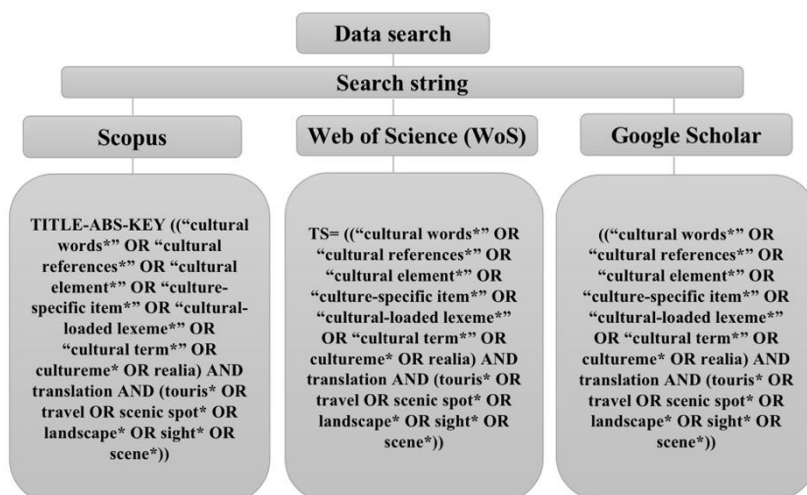 Data search
Search string
Scopus
Web of Science (WoS)
Google Scholar
TITLE-ABS-KEY ((“cultural
words*” OR “cultural
references*” OR “cultural
element*” OR “culture-
specific item*” OR “cultural-
loaded lexeme*” OR
“cultural term*” OR
cultureme* OR realia) AND
translation AND (touris* OR
travel OR scenic spot* OR
landscape* OR sight* OR
scene*))
TS= ((“cultural words*” OR
“cultural references*” OR
“cultural element*” OR
“culture-specific item*” OR
“cultural-loaded lexeme*”
OR “cultural term*” OR
cultureme* OR realia) AND
translation AND (touris* OR
travel OR scenic spot* OR
landscape* OR sight* OR
scene*))
((“cultural words*” OR
“cultural references*” OR
“cultural element*” OR
“culture-specific item*” OR
“cultural-loaded lexeme*”
OR “cultural term*” OR
cultureme* OR realia) AND
translation AND (touris* OR
travel OR scenic spot* OR
landscape* OR sight* OR
scene*))